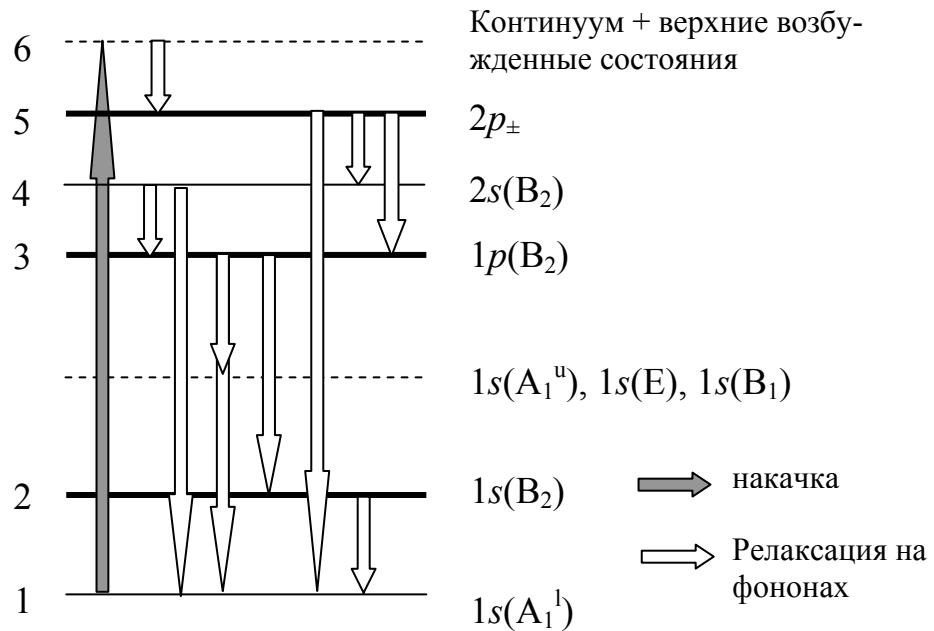 Континуум + верхние возбу-
жденные состояния
6
5
2p±
4
2s(B₂)
3
1p(B₂)
1s(A₁ᵘ), 1s(E), 1s(B₁)
2
1s(B₂)
накачка
Релаксация на
фононах
1
1s(A₁ˡ)